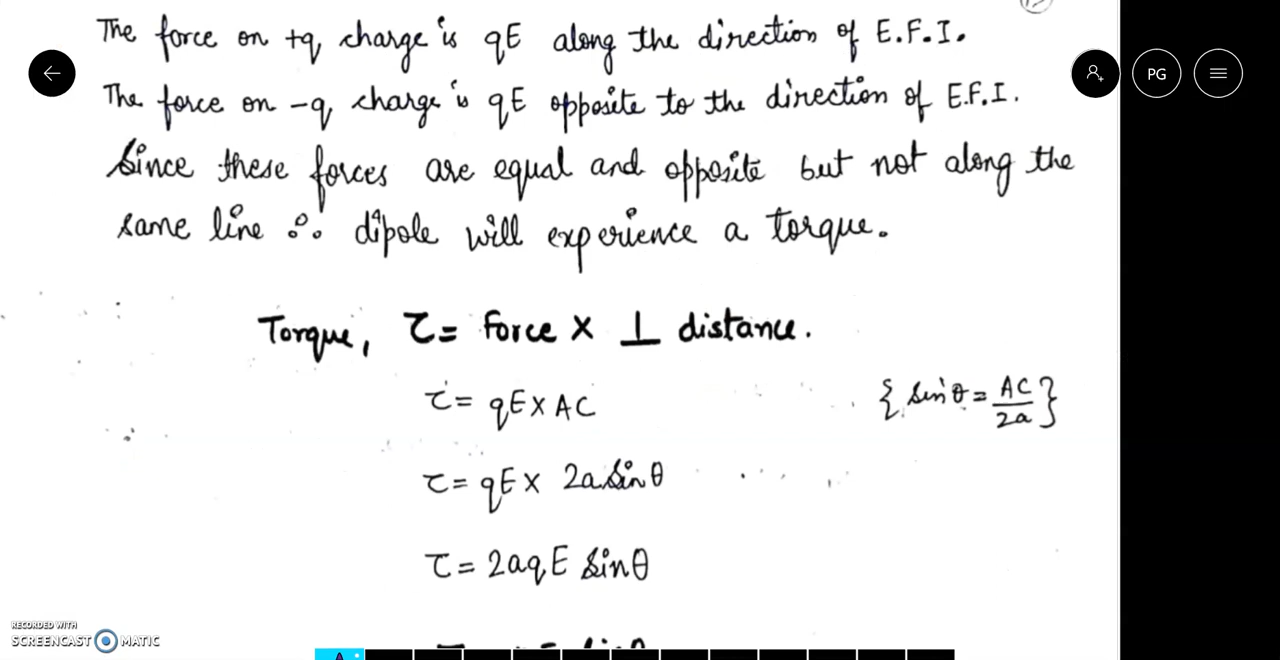 The force on +q charge is qE along the direction of E.F.I.
The force on -q charge is qE opposite to the direction of E.F.I.
Since these forces are equal and opposite but not along the
same line ∴ dipole will experience a torque.
Torque, τ = Force × ⊥ distance.
τ = qE × AC { sinθ = AC/2a }
τ = qE × 2a sinθ
τ = 2aqE sinθ
PG
RECORDED WITH
SCREENCAST MATIC